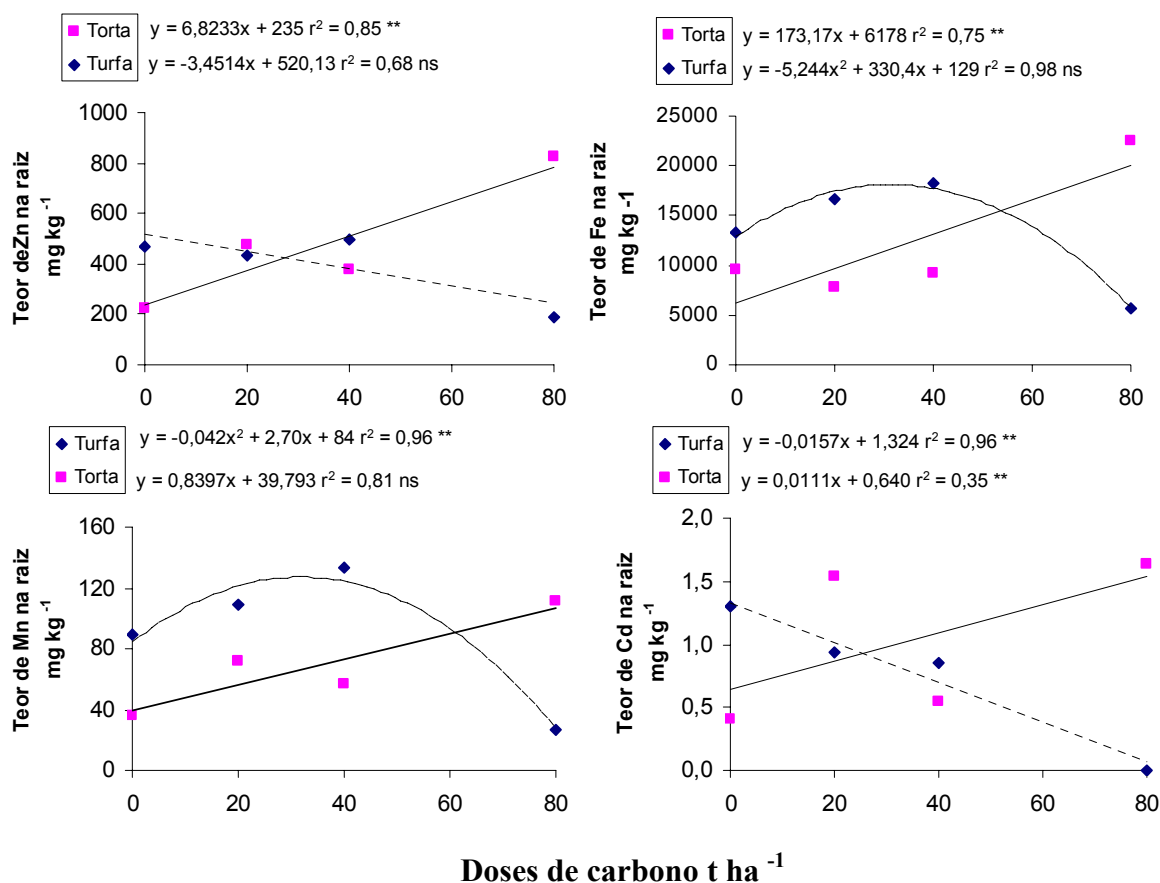 Torta y = 6,8233x + 235 r² = 0,85 **
Turfa y = -3,4514x + 520,13 r² = 0,68 ns
Teor deZn na raiz
mg kg -1
1000
800
600
400
200
0
0 20 40 60 80
Torta y = 173,17x + 6178 r² = 0,75 **
Turfa y = -5,244x² + 330,4x + 129 r² = 0,98 ns
Teor de Fe na raiz
mg kg -1
25000
20000
15000
10000
5000
0
0 20 40 60 80
Turfa y = -0,042x² + 2,70x + 84 r² = 0,96 **
Torta y = 0,8397x + 39,793 r² = 0,81 ns
Teor de Mn na raiz
mg kg -1
160
120
80
40
0
0 20 40 60 80
Turfa y = -0,0157x + 1,324 r² = 0,96 **
Torta y = 0,0111x + 0,640 r² = 0,35 **
Teor de Cd na raiz
mg kg -1
2,0
1,5
1,0
0,5
0,0
0 20 40 60 80
Doses de carbono t ha -1